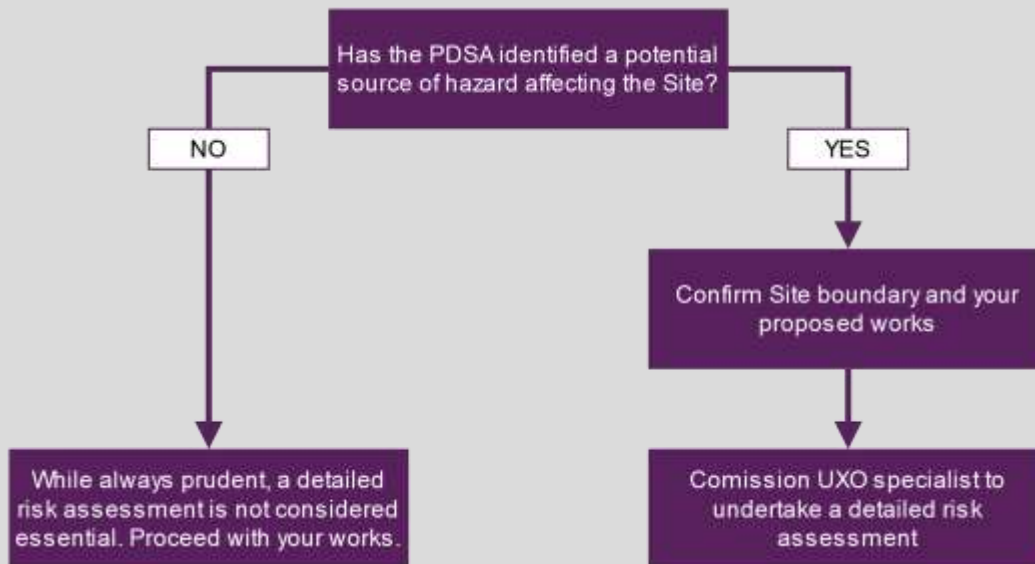 Has the PDSA identified a potential
source of hazard affecting the Site?
NO
YES
Confirm Site boundary and your
proposed works
While always prudent, a detailed
risk assessment is not considered
essential. Proceed with your works.
Comission UXO specialist to
undertake a detailed risk
assessment